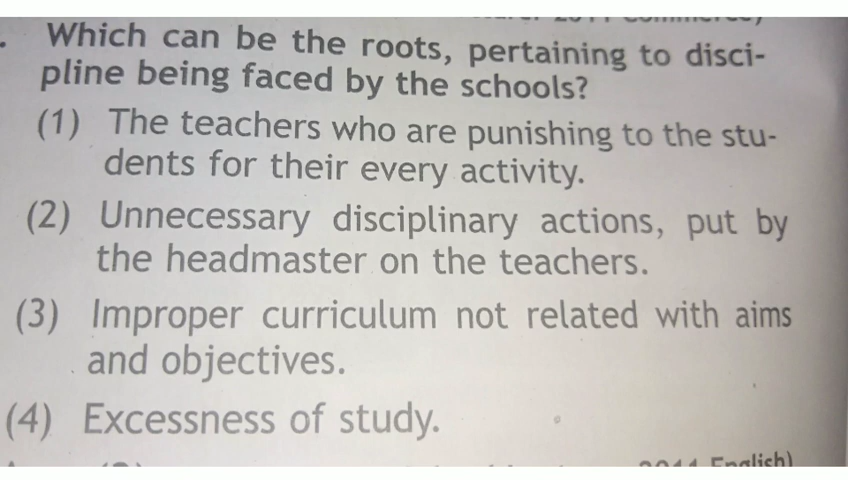 Which can be the roots, pertaining to disci-
pline being faced by the schools?
(1) The teachers who are punishing to the stu-
dents for their every activity.
(2) Unnecessary disciplinary actions, put by
the headmaster on the teachers.
(3) Improper curriculum not related with aims
and objectives.
(4) Excessness of study.
English)